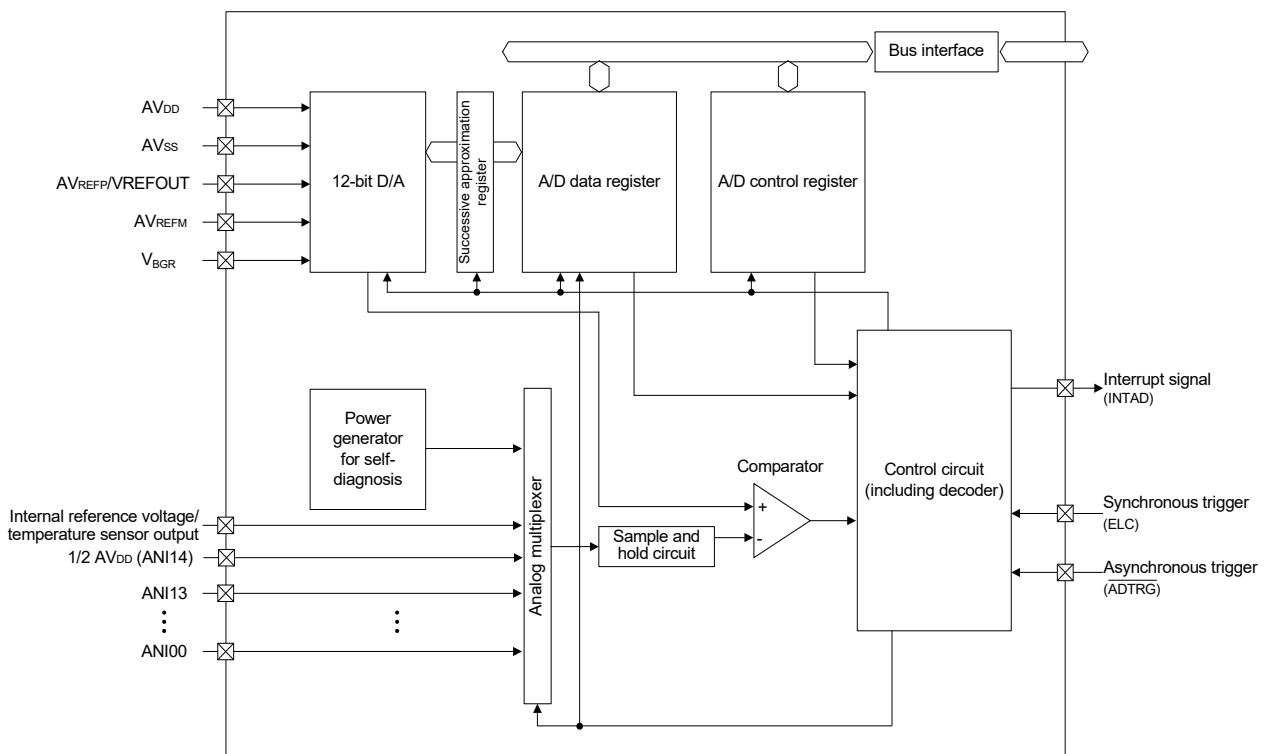 Bus interface
AVDD
AVSS
AVREFP/VREFOUT
AVREFM
VBGR
12-bit D/A
Successive approximation
register
A/D data register
A/D control register
Power
generator
for self-
diagnosis
Analog multiplexer
Internal reference voltage/
temperature sensor output
1/2 AVDD (ANI14)
ANI13
ANI00
Sample and
hold circuit
Comparator
+
-
Control circuit
(including decoder)
Interrupt signal
(INTAD)
Synchronous trigger
(ELC)
Asynchronous trigger
(ADTRG)